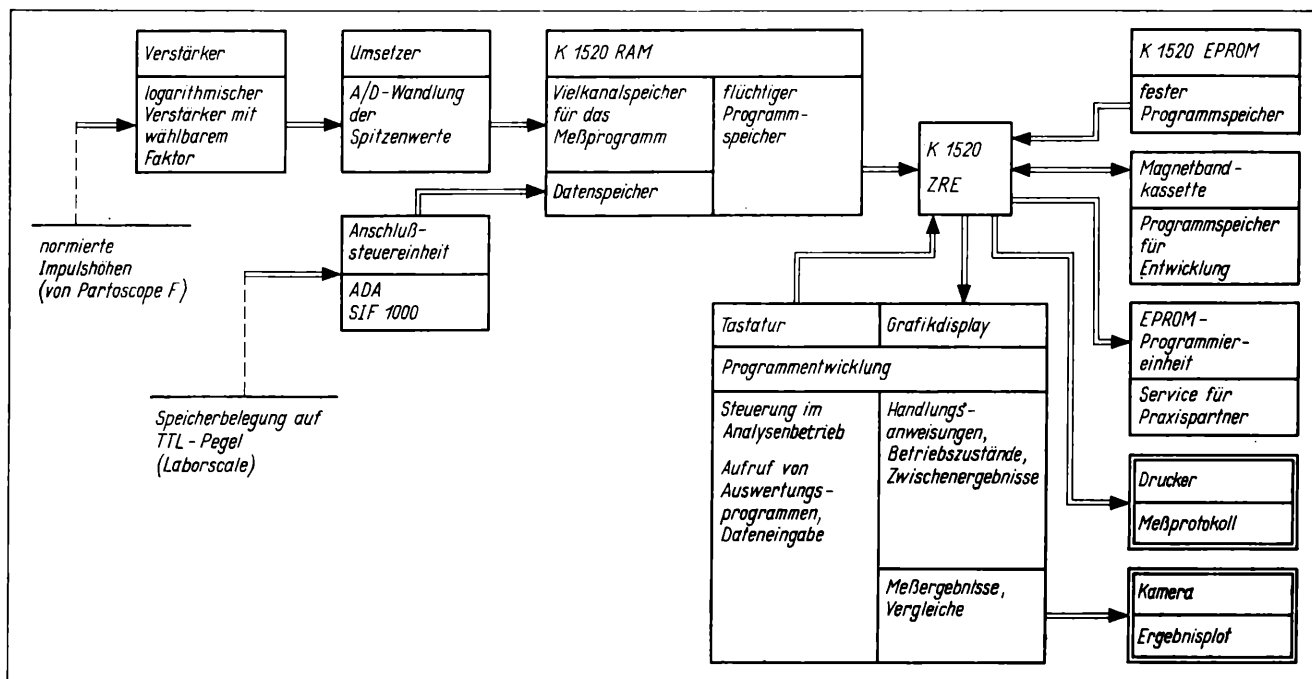 Verstärker
logarithmischer
Verstärker mit
wählbarem
Faktor
Umsetzer
A/D-Wandlung
der
Spitzenwerte
K 1520 RAM
Vielkanalspeicher
für das
Meßprogramm
flüchtiger
Programm-
speicher
Datenspeicher
K 1520
ZRE
K 1520 EPROM
fester
Programmspeicher
Magnetband-
kassette
Programmspeicher
für
Entwicklung
normierte
Impulshöhen
(von Partoscope F)
Anschluß-
steuereinheit
ADA
SIF 1000
Speicherbelegung auf
TTL-Pegel
(Laborscale)
Tastatur
Grafikdisplay
Programmentwicklung
Steuerung im
Analysenbetrieb
Aufruf von
Auswertungs-
programmen,
Dateneingabe
Handlungs-
anweisungen,
Betriebszustände,
Zwischenergebnisse
Meßergebnisse,
Vergleiche
EPROM-
Programmier-
einheit
Service für
Praxispartner
Drucker
Meßprotokoll
Kamera
Ergebnisplot